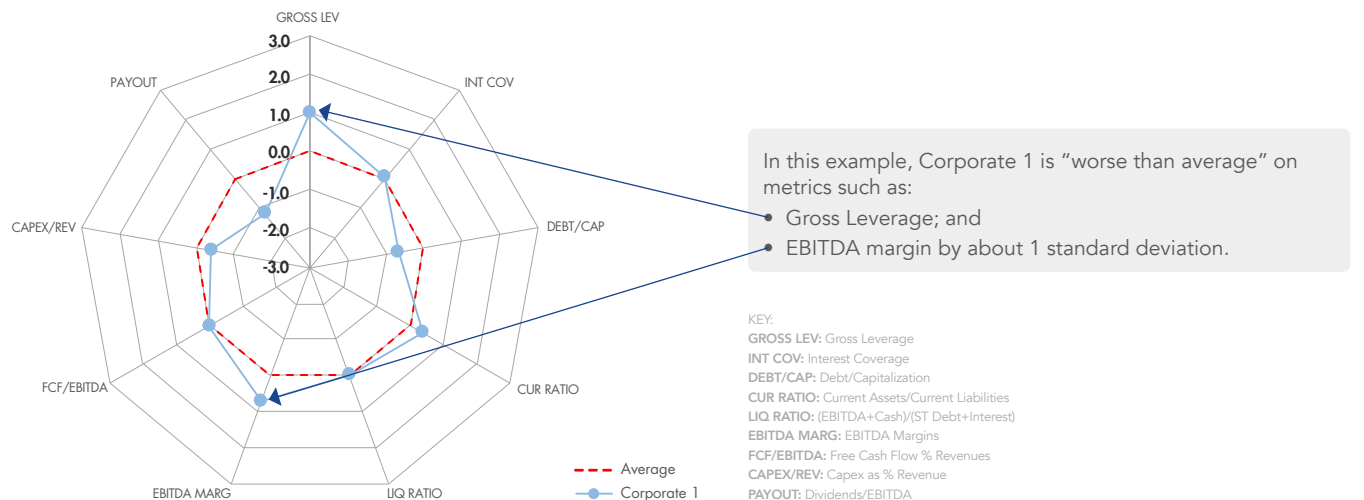 GROSS LEV
3.0
2.0
1.0
0.0
-1.0
-2.0
-3.0
INT COV
DEBT/CAP
CUR RATIO
LIQ RATIO
EBITDA MARG
FCF/EBITDA
CAPEX/REV
PAYOUT
Average
Corporate 1
In this example, Corporate 1 is “worse than average” on
metrics such as:
• Gross Leverage; and
• EBITDA margin by about 1 standard deviation.
KEY:
GROSS LEV: Gross Leverage
INT COV: Interest Coverage
DEBT/CAP: Debt/Capitalization
CUR RATIO: Current Assets/Current Liabilities
LIQ RATIO: (EBITDA+Cash)/(ST Debt+Interest)
EBITDA MARG: EBITDA Margins
FCF/EBITDA: Free Cash Flow % Revenues
CAPEX/REV: Capex as % Revenue
PAYOUT: Dividends/EBITDA